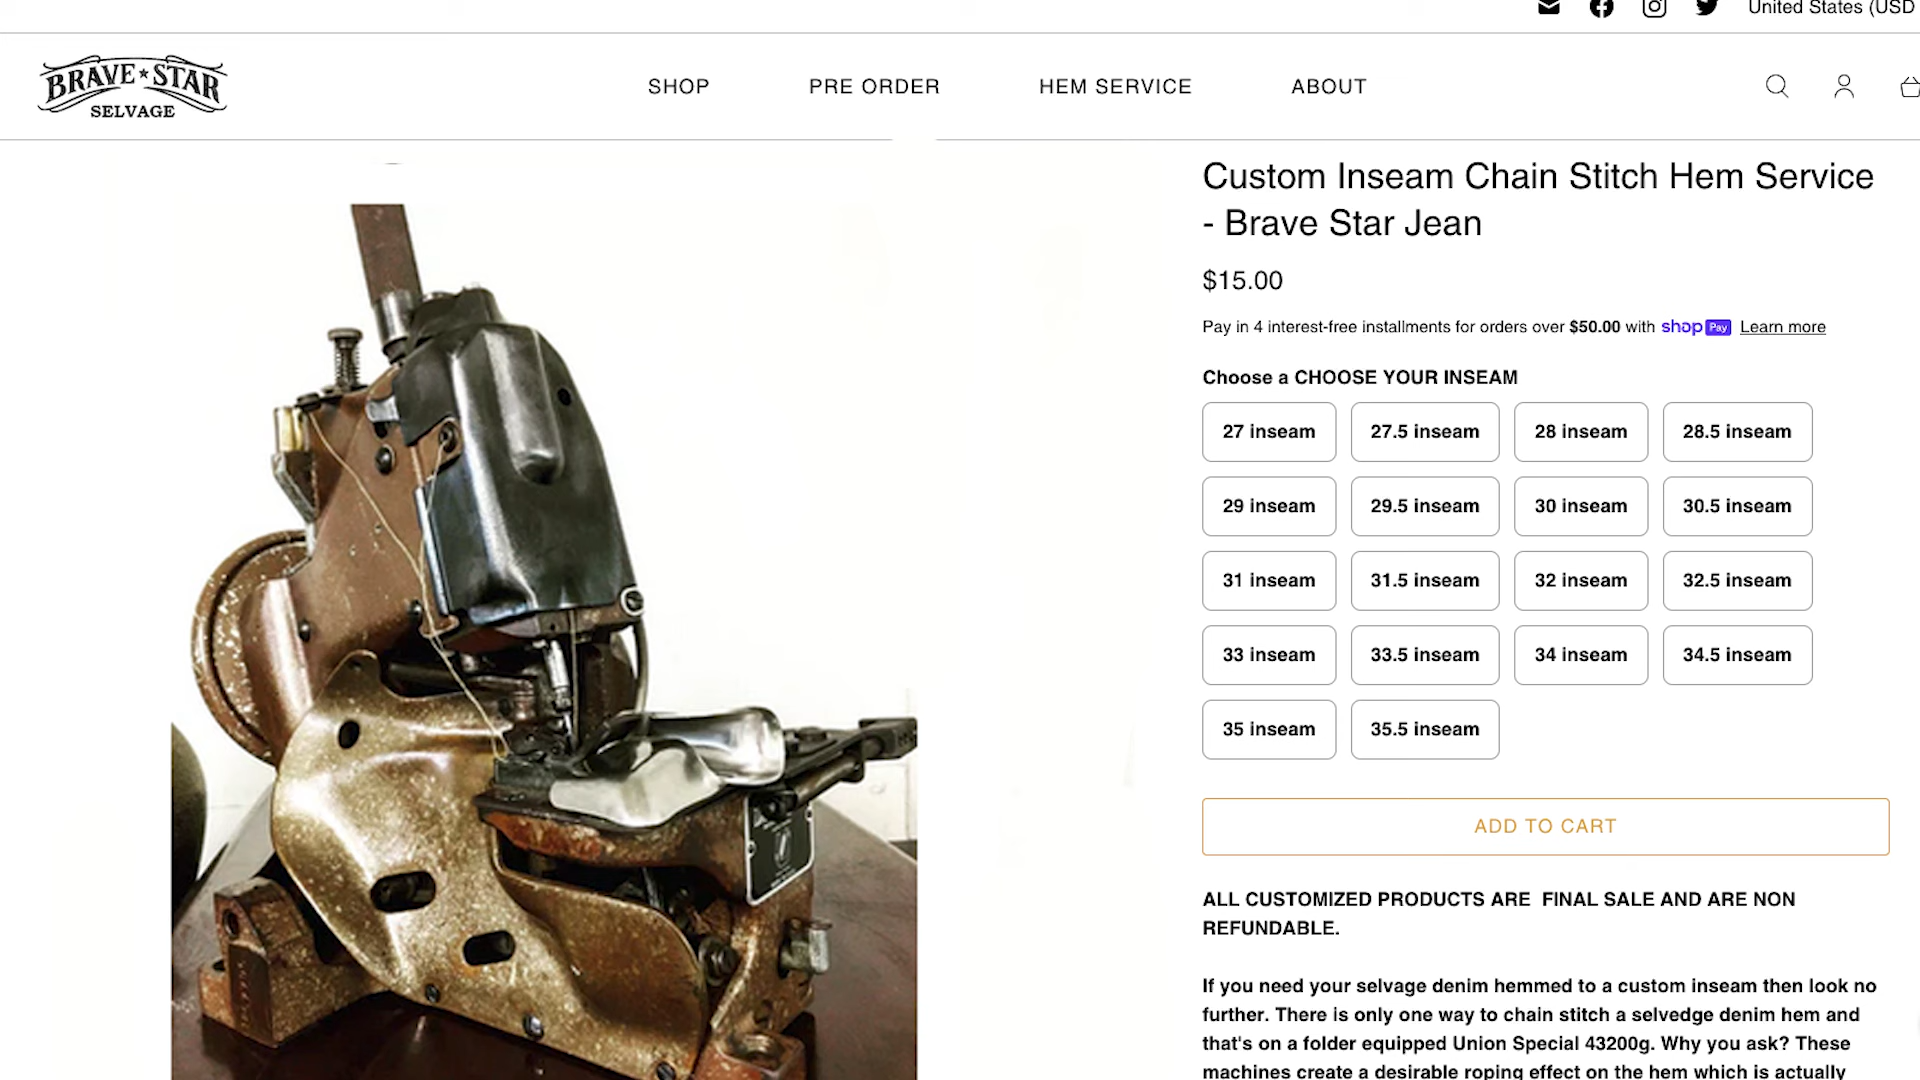 United States (USD
BRAVE★STAR
SELVAGE
SHOP
PRE ORDER
HEM SERVICE
ABOUT
Custom Inseam Chain Stitch Hem Service
- Brave Star Jean
$15.00
Pay in 4 interest-free installments for orders over $50.00 with shop Pay Learn more
Choose a CHOOSE YOUR INSEAM
27 inseam
27.5 inseam
28 inseam
28.5 inseam
29 inseam
29.5 inseam
30 inseam
30.5 inseam
31 inseam
31.5 inseam
32 inseam
32.5 inseam
33 inseam
33.5 inseam
34 inseam
34.5 inseam
35 inseam
35.5 inseam
ADD TO CART
ALL CUSTOMIZED PRODUCTS ARE  FINAL SALE AND ARE NON
REFUNDABLE.
If you need your selvage denim hemmed to a custom inseam then look no
further. There is only one way to chain stitch a selvedge denim hem and
that's on a folder equipped Union Special 43200g. Why you ask? These
machines create a desirable roping effect on the hem which is actually